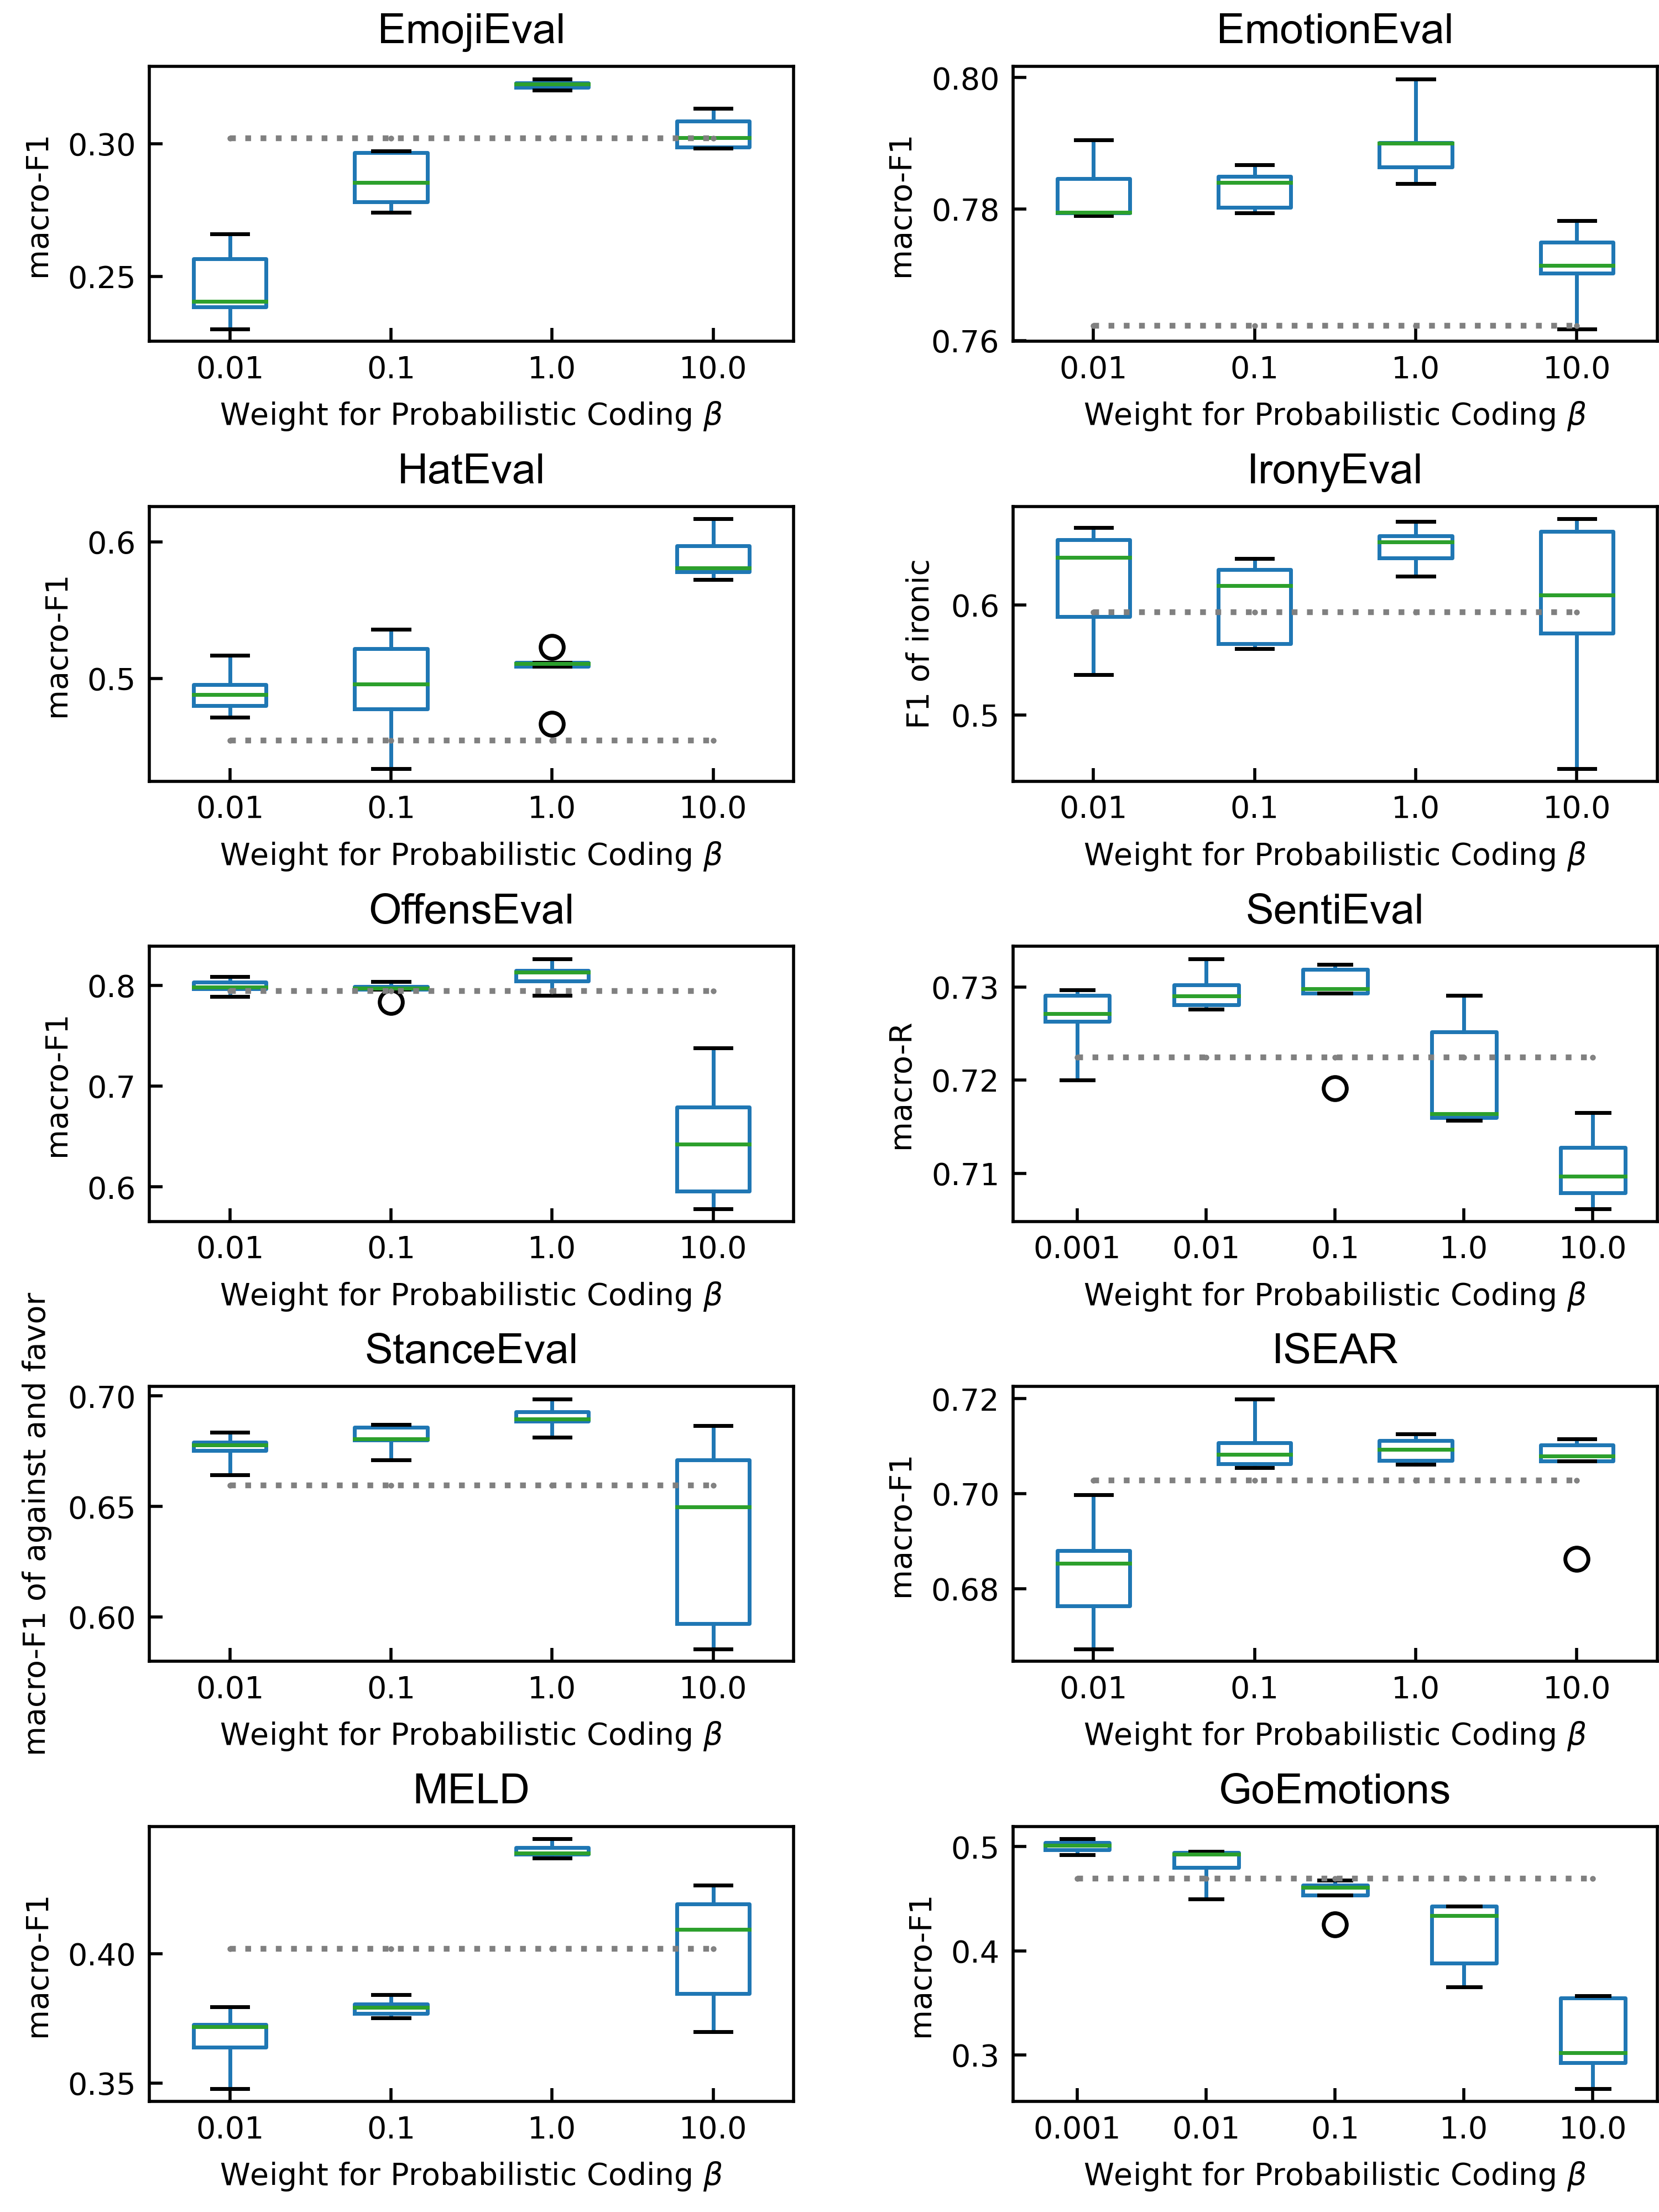 EmojiEval
macro-F1
0.30
0.25
0.01 0.1 1.0 10.0
Weight for Probabilistic Coding β
EmotionEval
macro-F1
0.80
0.78
0.76
0.01 0.1 1.0 10.0
Weight for Probabilistic Coding β
HatEval
macro-F1
0.6
0.5
0.01 0.1 1.0 10.0
Weight for Probabilistic Coding β
IronyEval
F1 of ironic
0.6
0.5
0.01 0.1 1.0 10.0
Weight for Probabilistic Coding β
OffensEval
macro-F1
0.8
0.7
0.6
0.01 0.1 1.0 10.0
Weight for Probabilistic Coding β
SentiEval
macro-R
0.73
0.72
0.71
0.001 0.01 0.1 1.0 10.0
Weight for Probabilistic Coding β
StanceEval
macro-F1 of against and favor
0.70
0.65
0.60
0.01 0.1 1.0 10.0
Weight for Probabilistic Coding β
ISEAR
macro-F1
0.72
0.70
0.68
0.01 0.1 1.0 10.0
Weight for Probabilistic Coding β
MELD
macro-F1
0.40
0.35
0.01 0.1 1.0 10.0
Weight for Probabilistic Coding β
GoEmotions
macro-F1
0.5
0.4
0.3
0.001 0.01 0.1 1.0 10.0
Weight for Probabilistic Coding β